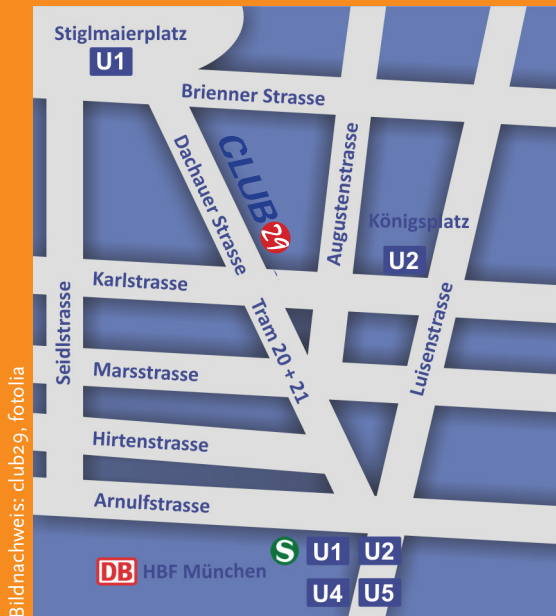 Stiglmaierplatz
U1
Brienner Strasse
Dachauer Strasse
CLUB 29
Augustenstrasse
Königsplatz
U2
Karlstrasse
Seidlstrasse
Tram 20 + 21
Luisenstrasse
Marsstrasse
Hirtenstrasse
Arnulfstrasse
S U1 U2
DB HBF München
U4 U5
Bildnachweis: club29, fotolia